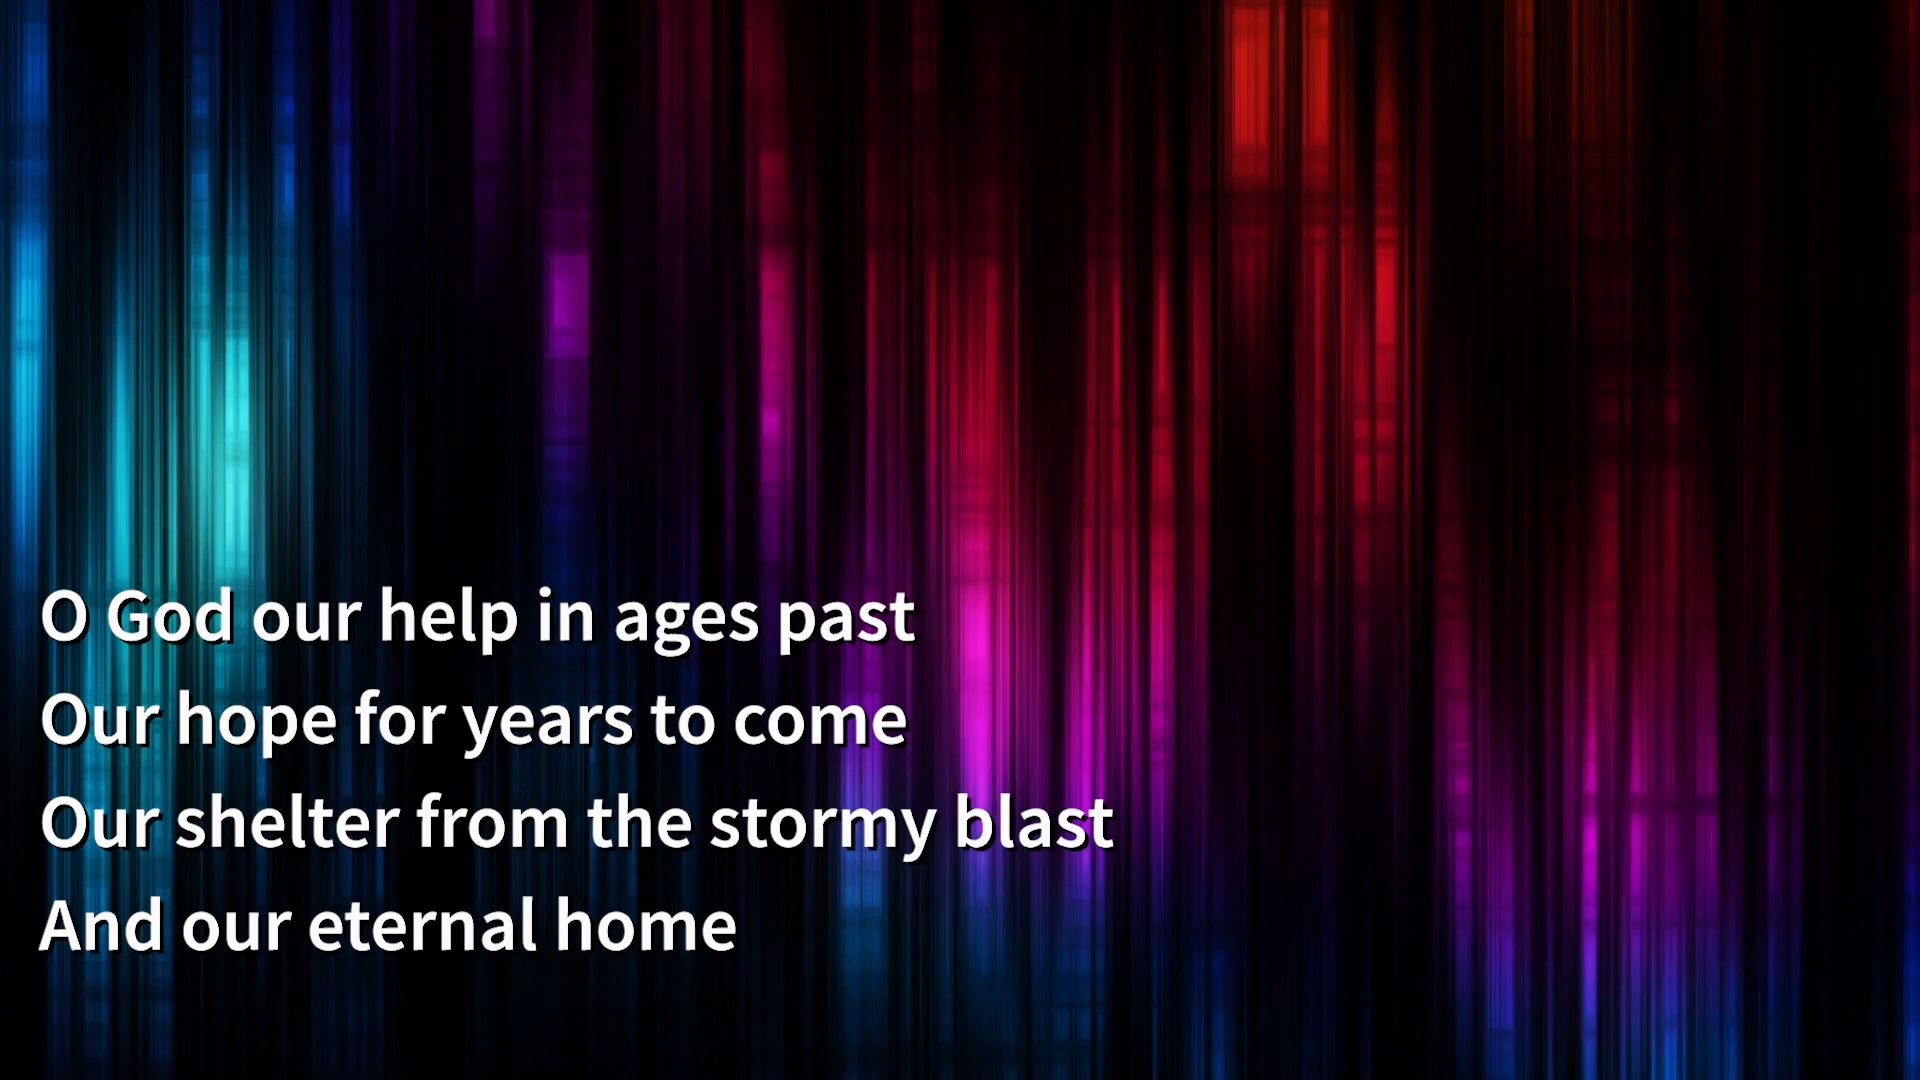 O God our help in ages past
Our hope for years to come
Our shelter from the stormy blast
And our eternal home